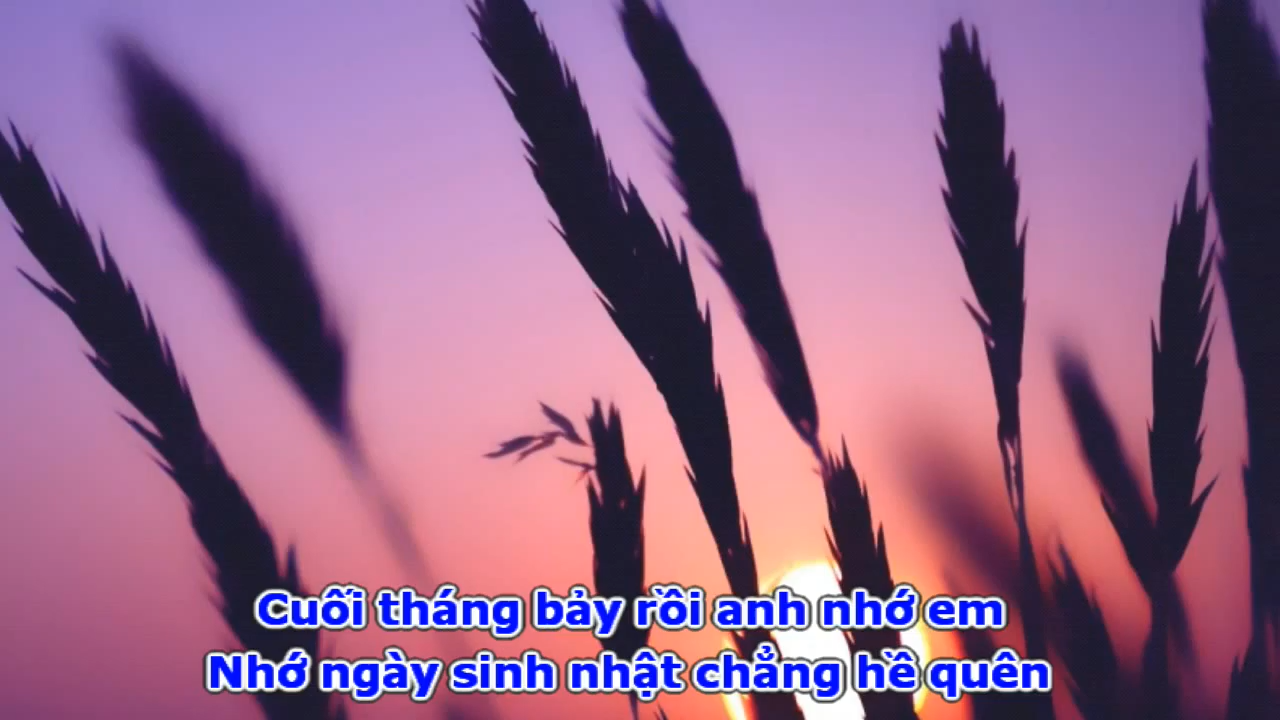 Cuối tháng bảy rồi anh nhớ em
Nhớ ngày sinh nhật chẳng hề quên